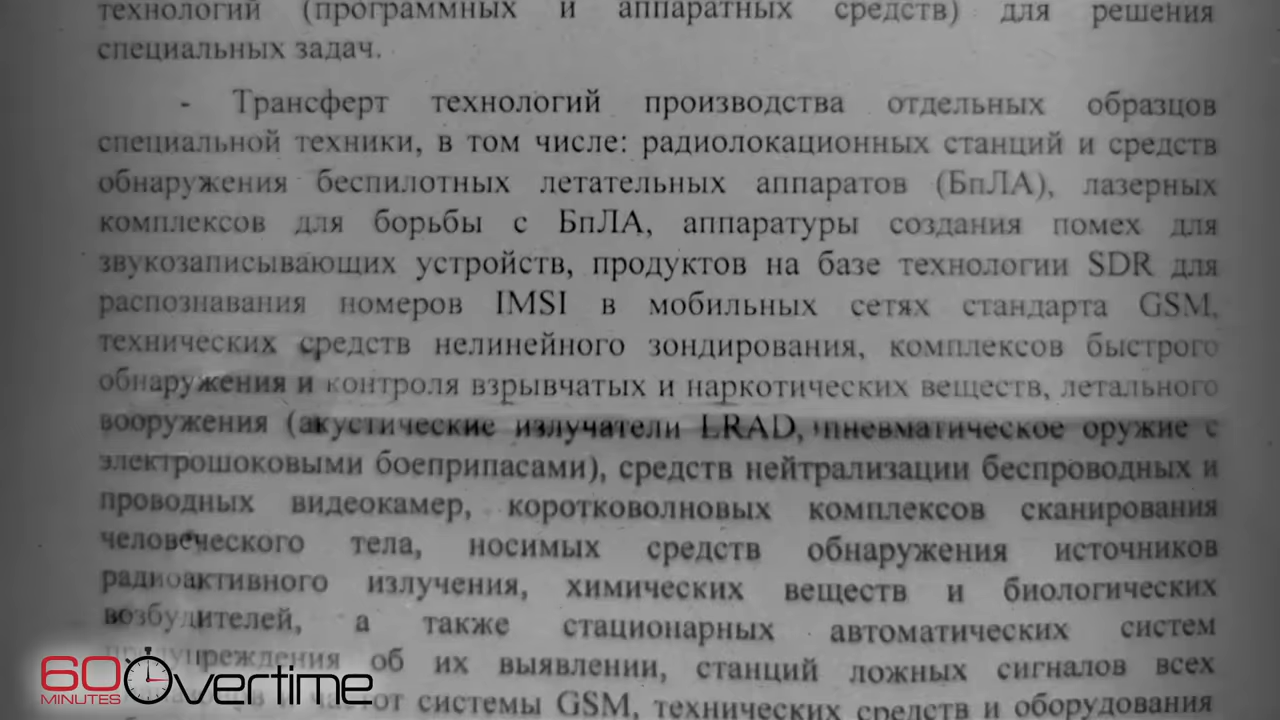 технологий (программных и аппаратных средств) для решения
специальных задач.
- Трансферт технологий производства отдельных образцов
специальной техники, в том числе: радиолокационных станций и средств
обнаружения беспилотных летательных аппаратов (БпЛА), лазерных
комплексов для борьбы с БпЛА, аппаратуры создания помех для
звукозаписывающих устройств, продуктов на базе технологии SDR для
распознавания номеров IMSI в мобильных сетях стандарта GSM,
технических средств нелинейного зондирования, комплексов быстрого
обнаружения и контроля взрывчатых и наркотических веществ, летального
вооружения (акустические излучатели LRAD, пневматическое оружие с
электрошоковыми боеприпасами), средств нейтрализации беспроводных и
проводных видеокамер, коротковолновых комплексов сканирования
человеческого тела, носимых средств обнаружения источников
радиоактивного излучения, химических веществ и биологических
возбудителей, а также стационарных автоматических систем
предупреждения об их выявлении, станций ложных сигналов всех
частот системы GSM, технических средств и оборудования
60 MINUTES Overtime